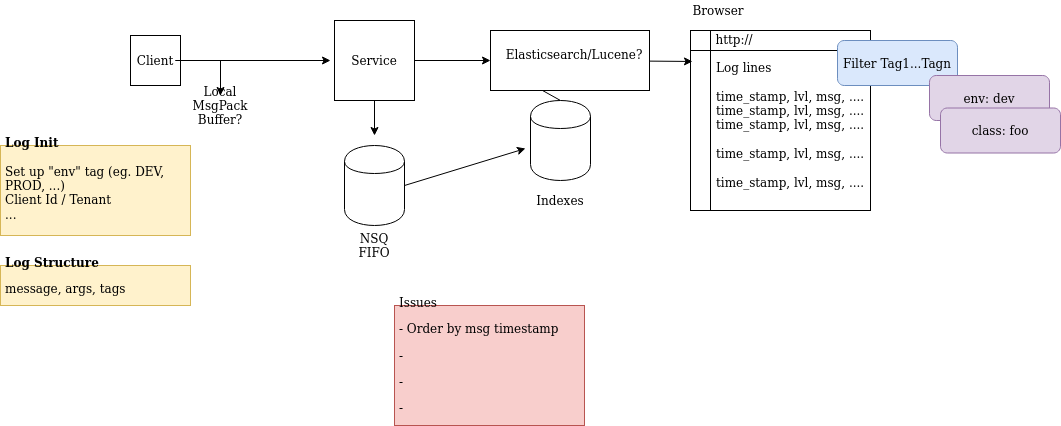 Browser
http://
Client
Service
Elasticsearch/Lucene?
Log lines
Filter Tag1...Tagn
Local
MsgPack
Buffer?
time_stamp, lvl, msg, ....
time_stamp, lvl, msg, ....
time_stamp, lvl, msg, ....
time_stamp, lvl, msg, ....
time_stamp, lvl, msg, ....
env: dev
class: foo
Log Init
Set up "env" tag (eg. DEV,
PROD, ...)
Client Id / Tenant
...
Indexes
NSQ
FIFO
Log Structure
message, args, tags
Issues
- Order by msg timestamp
-
-
-